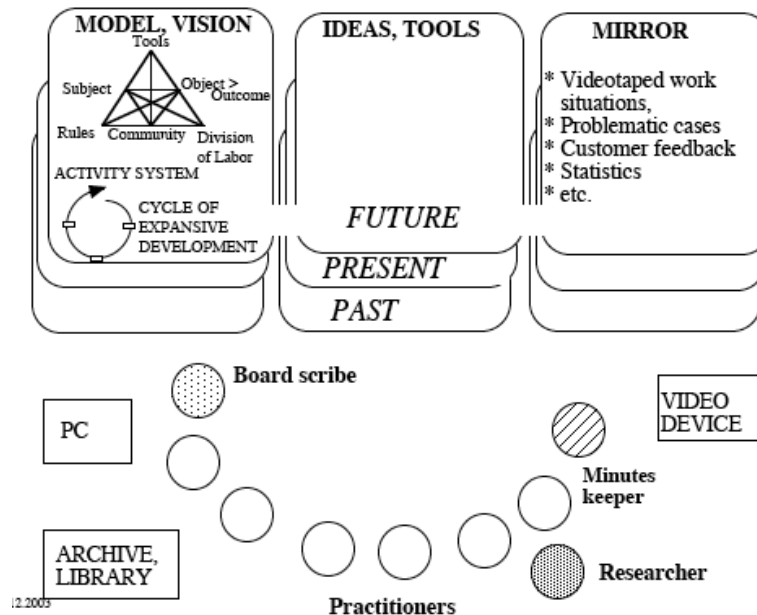 MODEL, VISION
Tools
Subject
Object >
Outcome
Rules
Community
Division
of Labor
ACTIVITY SYSTEM
CYCLE OF
EXPANSIVE
DEVELOPMENT
IDEAS, TOOLS
FUTURE
PRESENT
PAST
MIRROR
* Videotaped work
situations,
* Problematic cases
* Customer feedback
* Statistics
* etc.
Board scribe
PC
VIDEO
DEVICE
Minutes
keeper
ARCHIVE,
LIBRARY
Researcher
Practitioners
12.2003